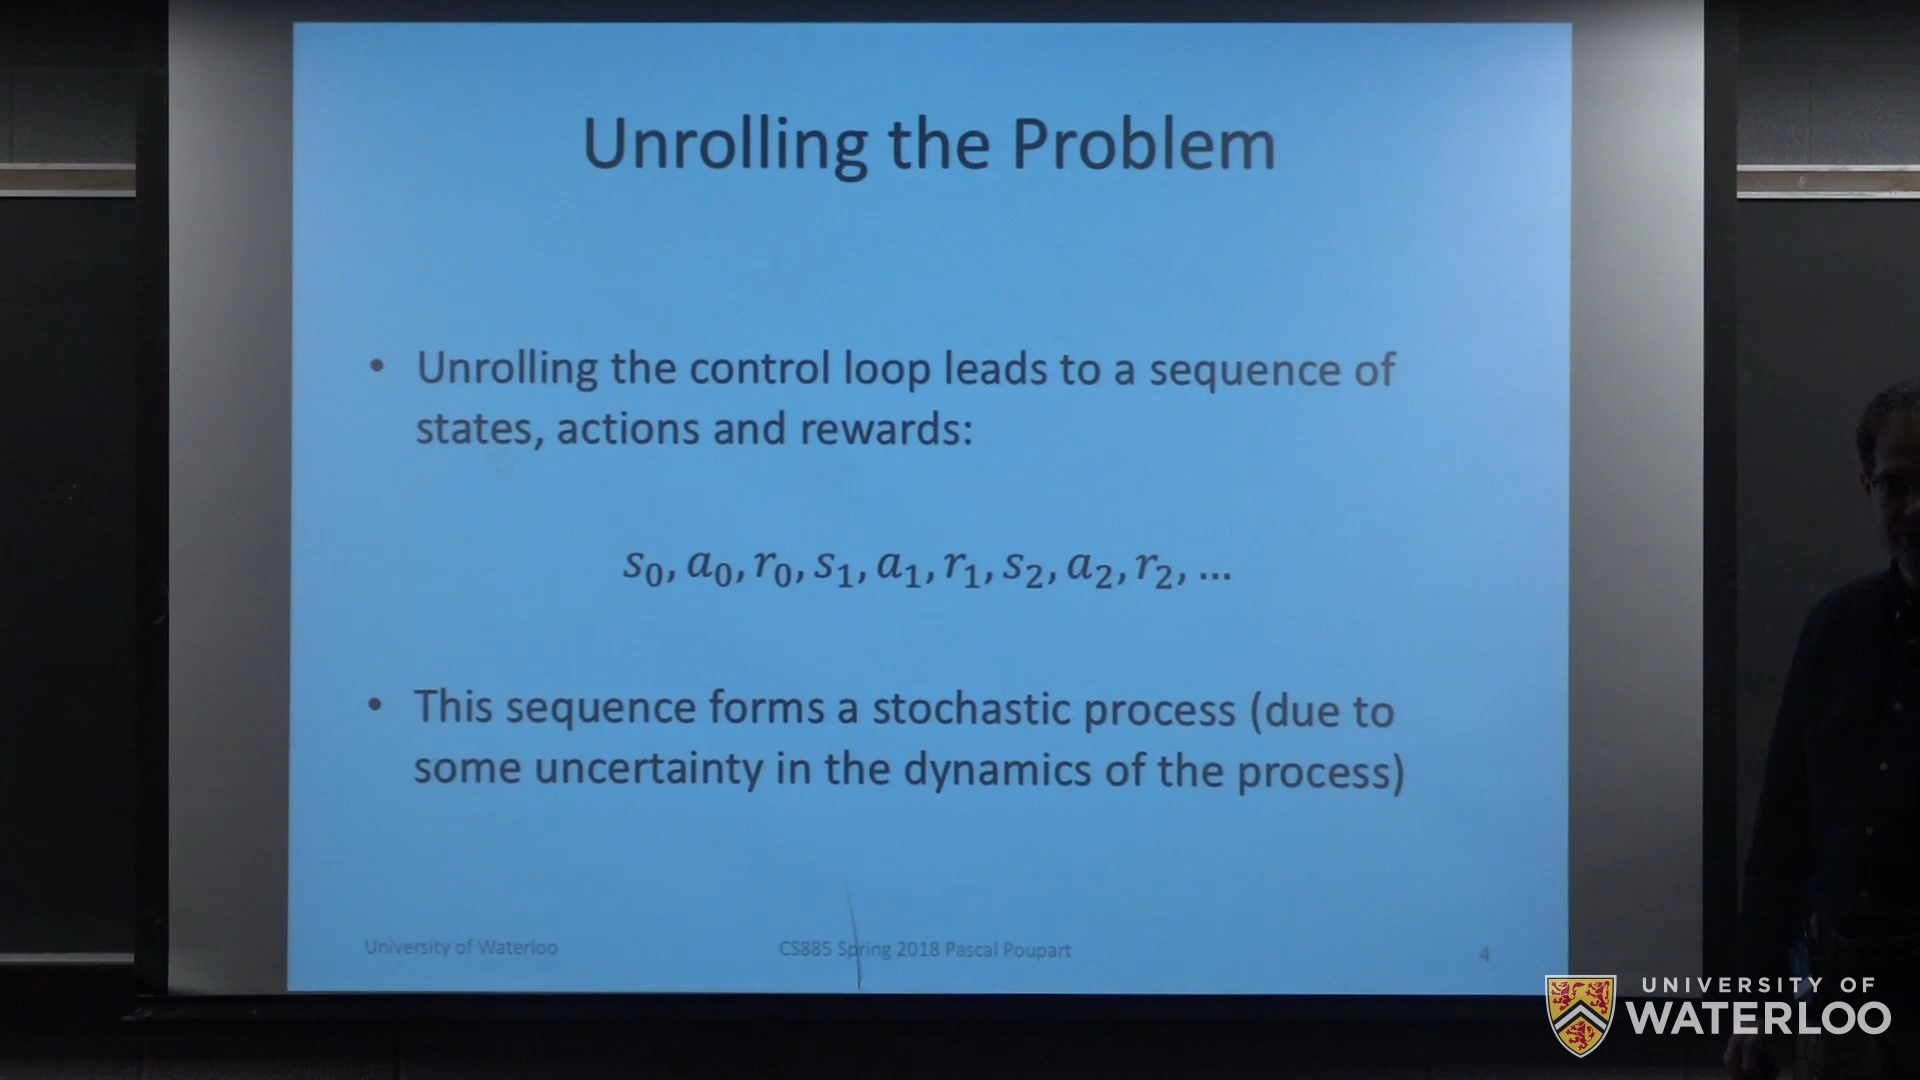 Unrolling the Problem
• Unrolling the control loop leads to a sequence of
states, actions and rewards:
s₀, a₀, r₀, s₁, a₁, r₁, s₂, a₂, r₂, …
• This sequence forms a stochastic process (due to
some uncertainty in the dynamics of the process)
University of Waterloo
CS885 Spring 2018 Pascal Poupart
4
UNIVERSITY OF
WATERLOO